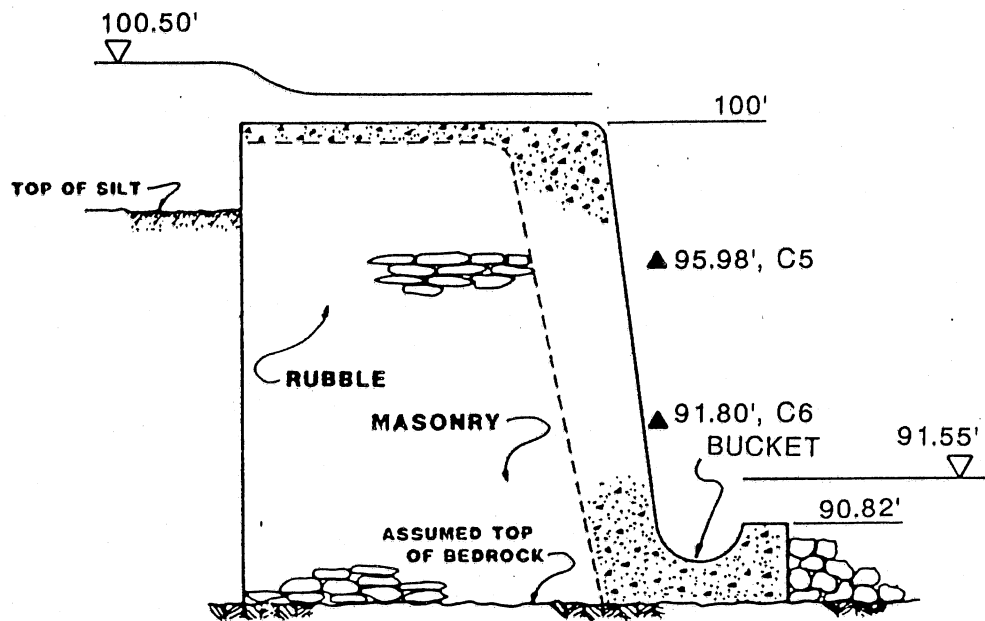 100.50'
100'
TOP OF SILT
95.98', C5
RUBBLE
MASONRY
91.80', C6
BUCKET
91.55'
90.82'
ASSUMED TOP
OF BEDROCK